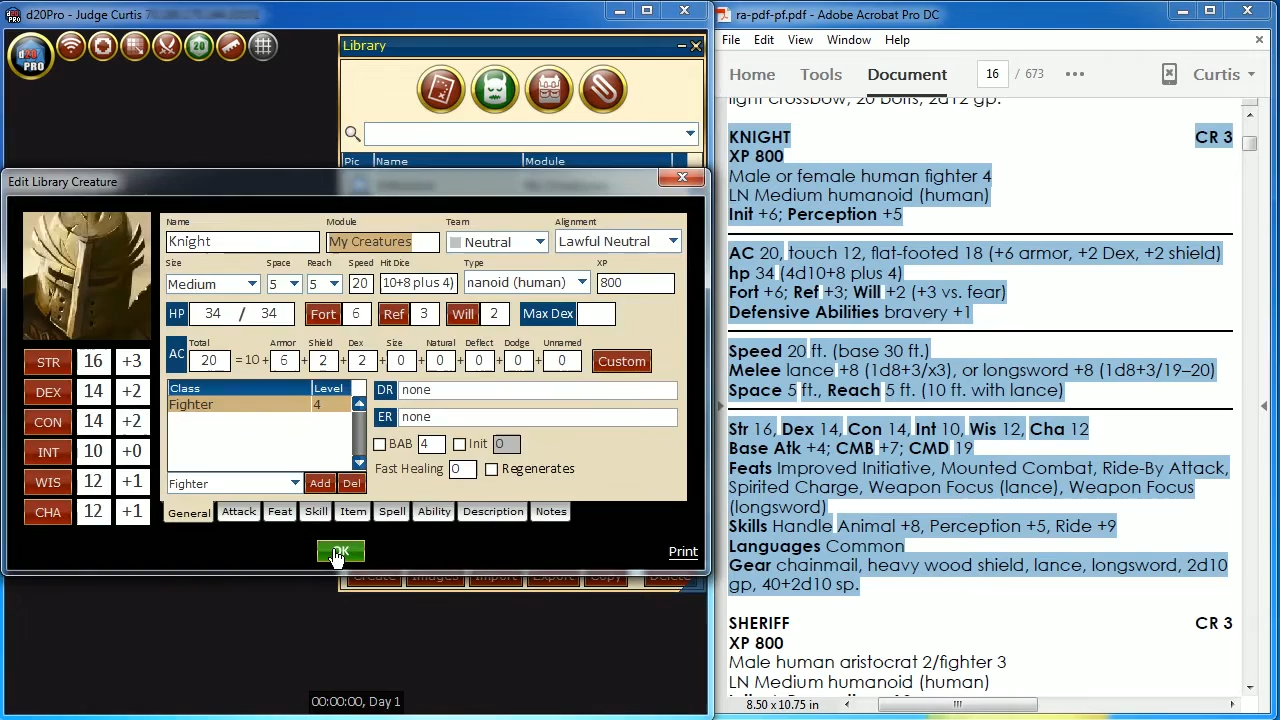 d20Pro - Judge Curtis
d20
PRO
20
Library
Pic Name Module
Edit Library Creature
Name Module Team Alignment
Knight My Creatures Neutral Lawful Neutral
Size Space Reach Speed Hit Dice Type XP
Medium 5 5 20 10+8 plus 4) nanoid (human) 800
HP 34 / 34 Fort 6 Ref 3 Will 2 Max Dex
AC Total Armor Shield Dex Size Natural Deflect Dodge Unnamed
20 = 10 + 6 + 2 + 2 + 0 + 0 + 0 + 0 + 0 Custom
STR 16 +3
DEX 14 +2
CON 14 +2
INT 10 +0
WIS 12 +1
CHA 12 +1
Class Level
Fighter 4
DR none
ER none
BAB 4 Init 0
Fast Healing 0 Regenerates
Fighter Add Del
General Attack Feat Skill Item Spell Ability Description Notes
OK
Print
Create Images Import Export Copy Delete
00:00:00, Day 1
ra-pdf-pf.pdf - Adobe Acrobat Pro DC
File Edit View Window Help
Home Tools Document 16 / 673 Curtis
light crossbow, 20 bolts, 2d12 gp.
KNIGHT CR 3
XP 800
Male or female human fighter 4
LN Medium humanoid (human)
Init +6; Perception +5
AC 20, touch 12, flat-footed 18 (+6 armor, +2 Dex, +2 shield)
hp 34 (4d10+8 plus 4)
Fort +6; Ref +3; Will +2 (+3 vs. fear)
Defensive Abilities bravery +1
Speed 20 ft. (base 30 ft.)
Melee lance +8 (1d8+3/x3), or longsword +8 (1d8+3/19–20)
Space 5 ft., Reach 5 ft. (10 ft. with lance)
Str 16, Dex 14, Con 14, Int 10, Wis 12, Cha 12
Base Atk +4; CMB +7; CMD 19
Feats Improved Initiative, Mounted Combat, Ride-By Attack,
Spirited Charge, Weapon Focus (lance), Weapon Focus
(longsword)
Skills Handle Animal +8, Perception +5, Ride +9
Languages Common
Gear chainmail, heavy wood shield, lance, longsword, 2d10
gp, 40+2d10 sp.
SHERIFF CR 3
XP 800
Male human aristocrat 2/fighter 3
LN Medium humanoid (human)
8.50 x 10.75 in